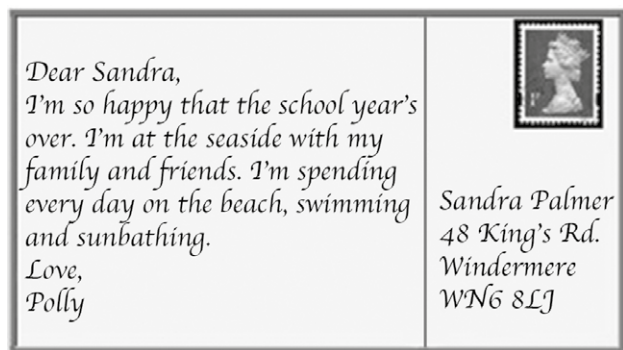 Dear Sandra,
I'm so happy that the school year's
over. I'm at the seaside with my
family and friends. I'm spending
every day on the beach, swimming
and sunbathing.
Love,
Polly
Sandra Palmer
48 King's Rd.
Windermere
WN6 8LJ